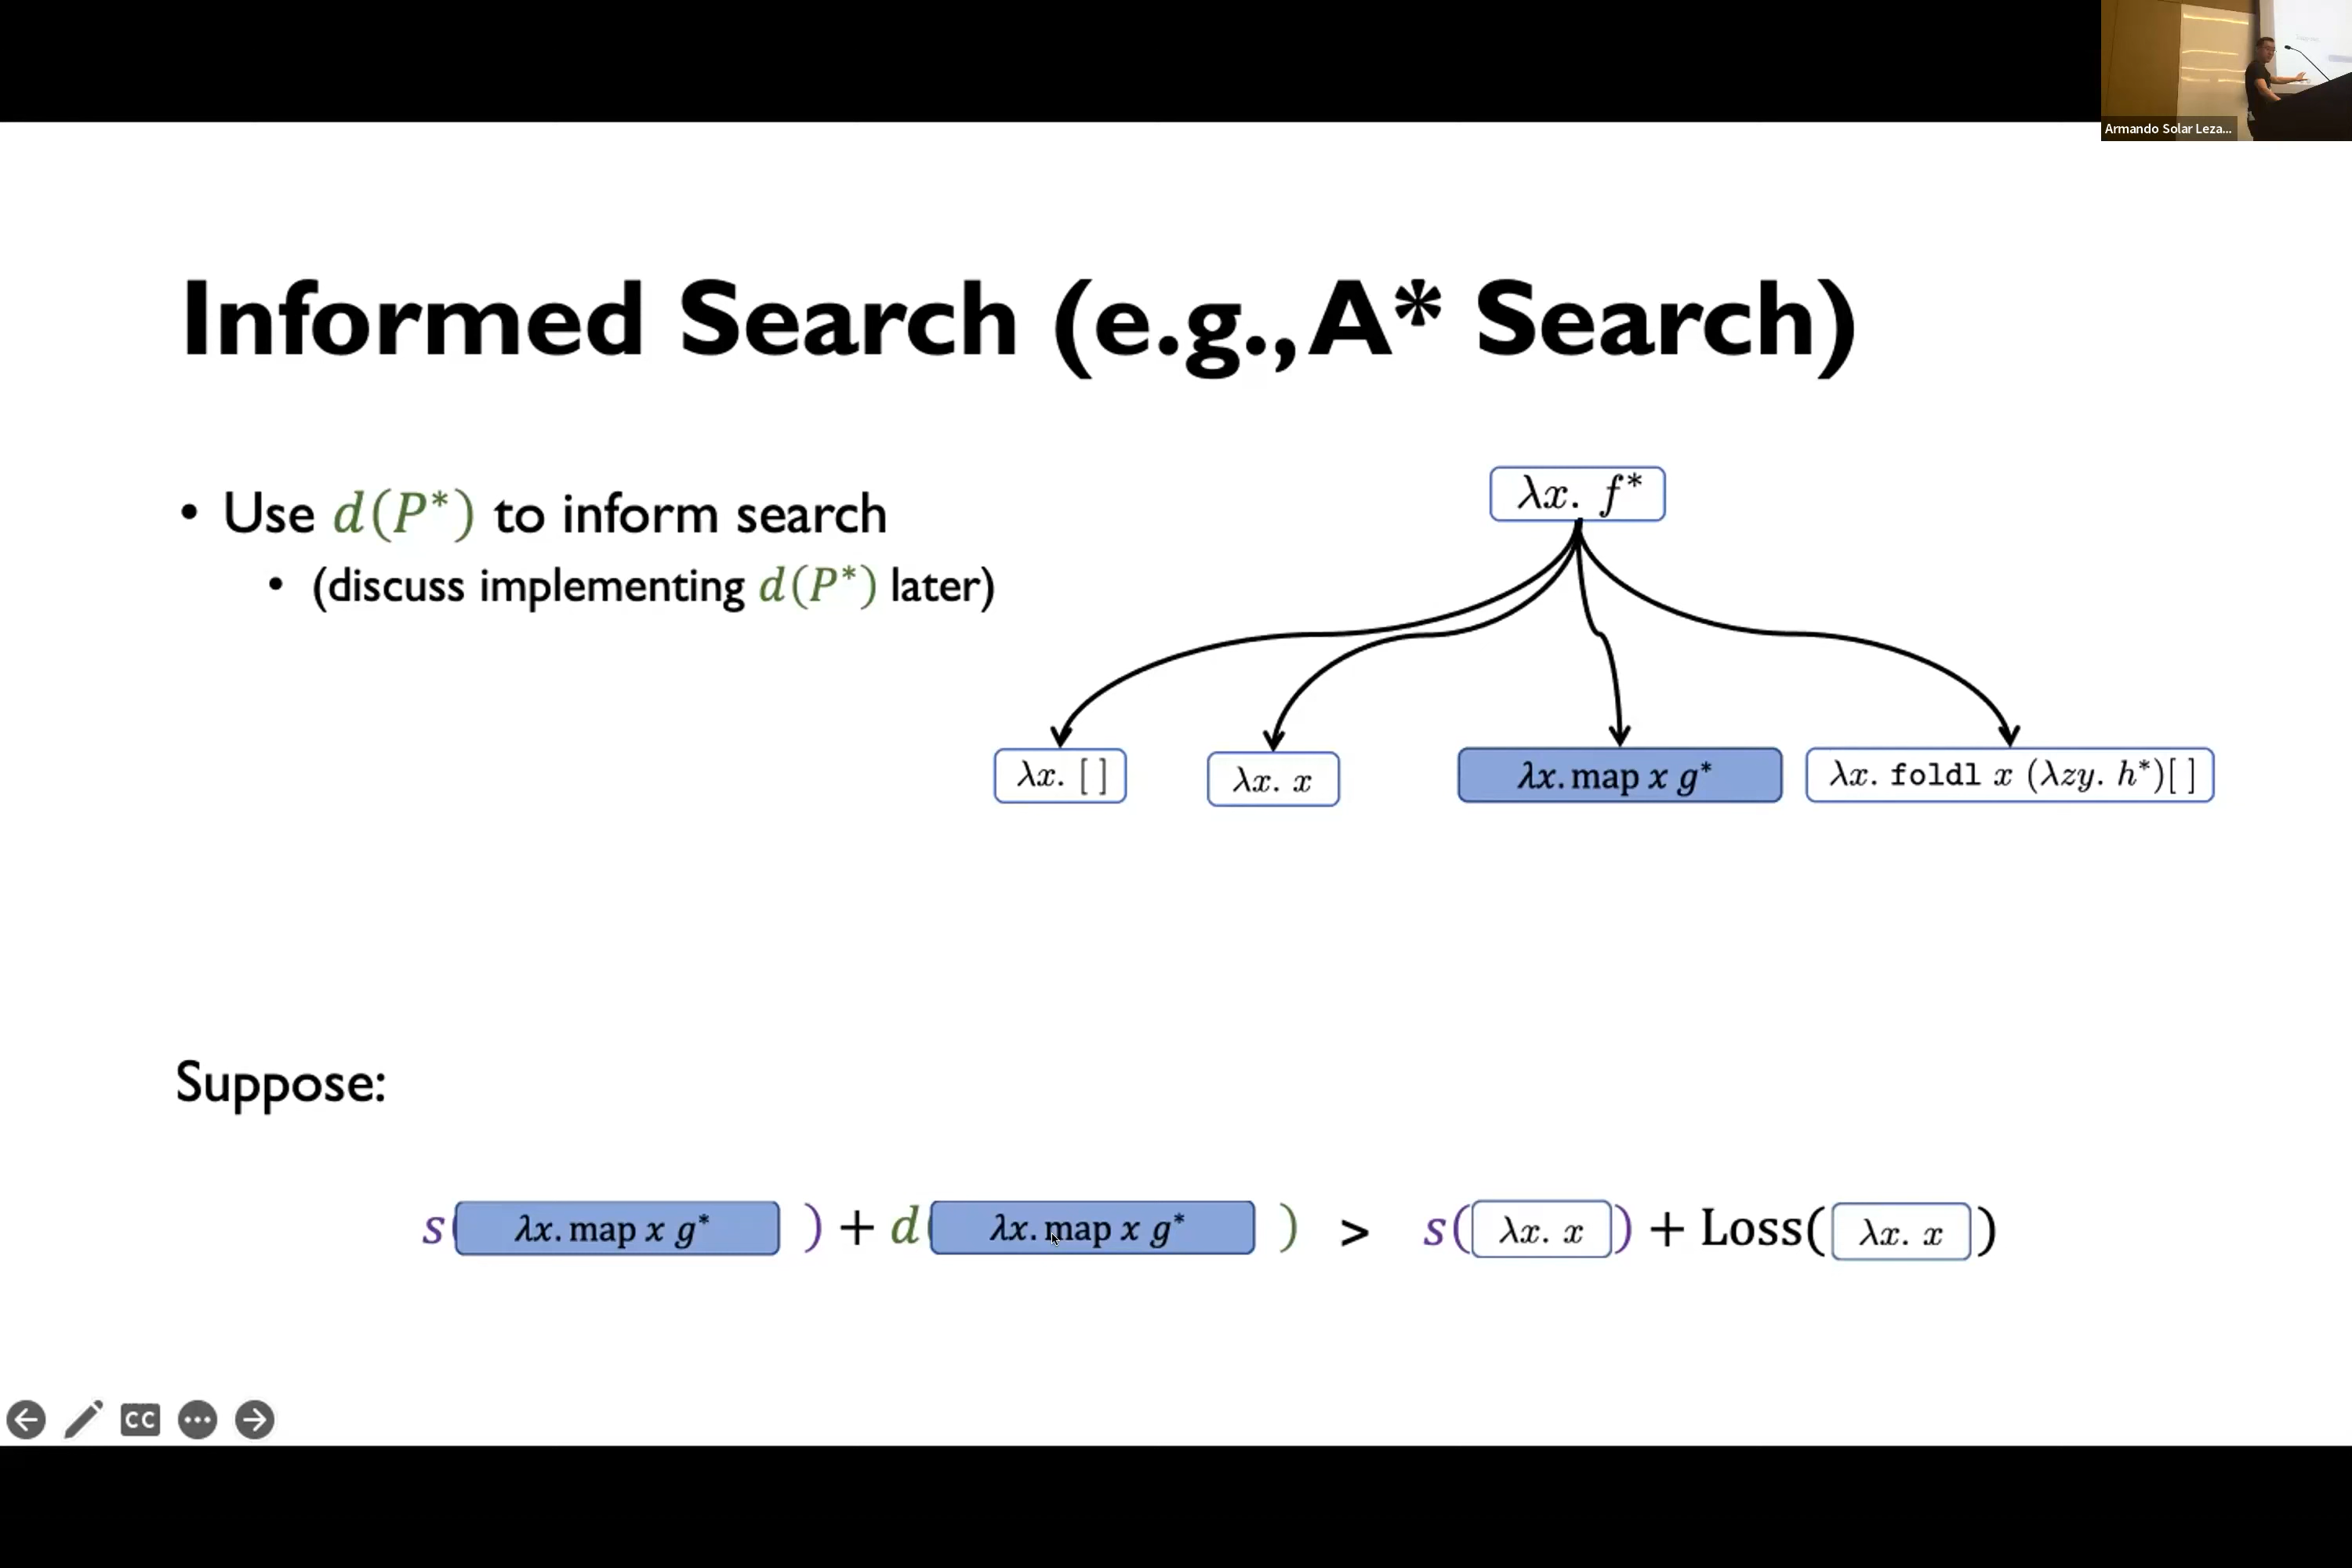 Armando Solar Leza...
Informed Search (e.g., A* Search)
• Use d(P*) to inform search
• (discuss implementing d(P*) later)
λx. f*
λx. [ ]
λx. x
λx. map x g*
λx. foldl x (λzy. h*)[ ]
Suppose:
s( λx. map x g* ) + d( λx. map x g* ) > s( λx. x ) + Loss( λx. x )
CC